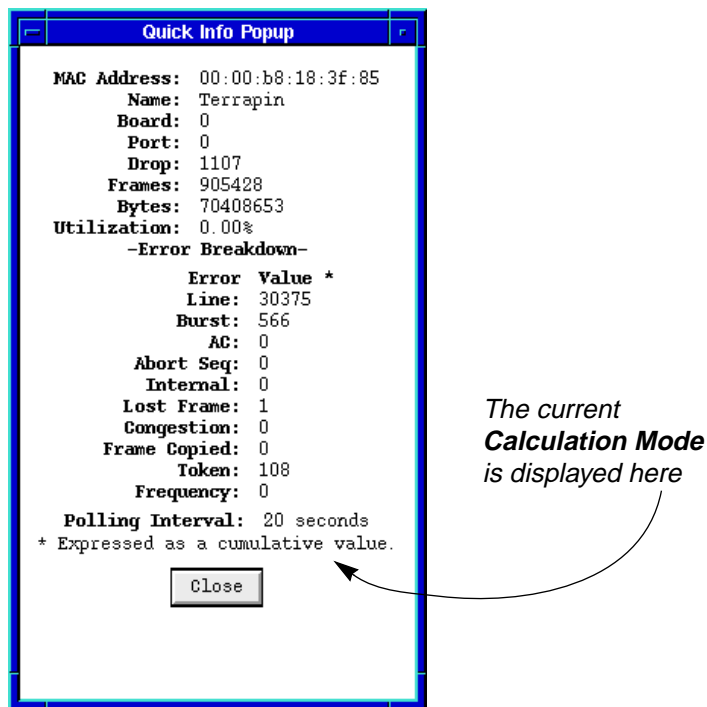 Quick Info Popup
MAC Address: 00:00:b8:18:3f:85
Name: Terrapin
Board: 0
Port: 0
Drop: 1107
Frames: 905428
Bytes: 70408653
Utilization: 0.00%
-Error Breakdown-
Error Value *
Line: 30375
Burst: 566
AC: 0
Abort Seq: 0
Internal: 0
Lost Frame: 1
Congestion: 0
Frame Copied: 0
Token: 108
Frequency: 0
Polling Interval: 20 seconds
* Expressed as a cumulative value.
Close
The current
Calculation Mode
is displayed here